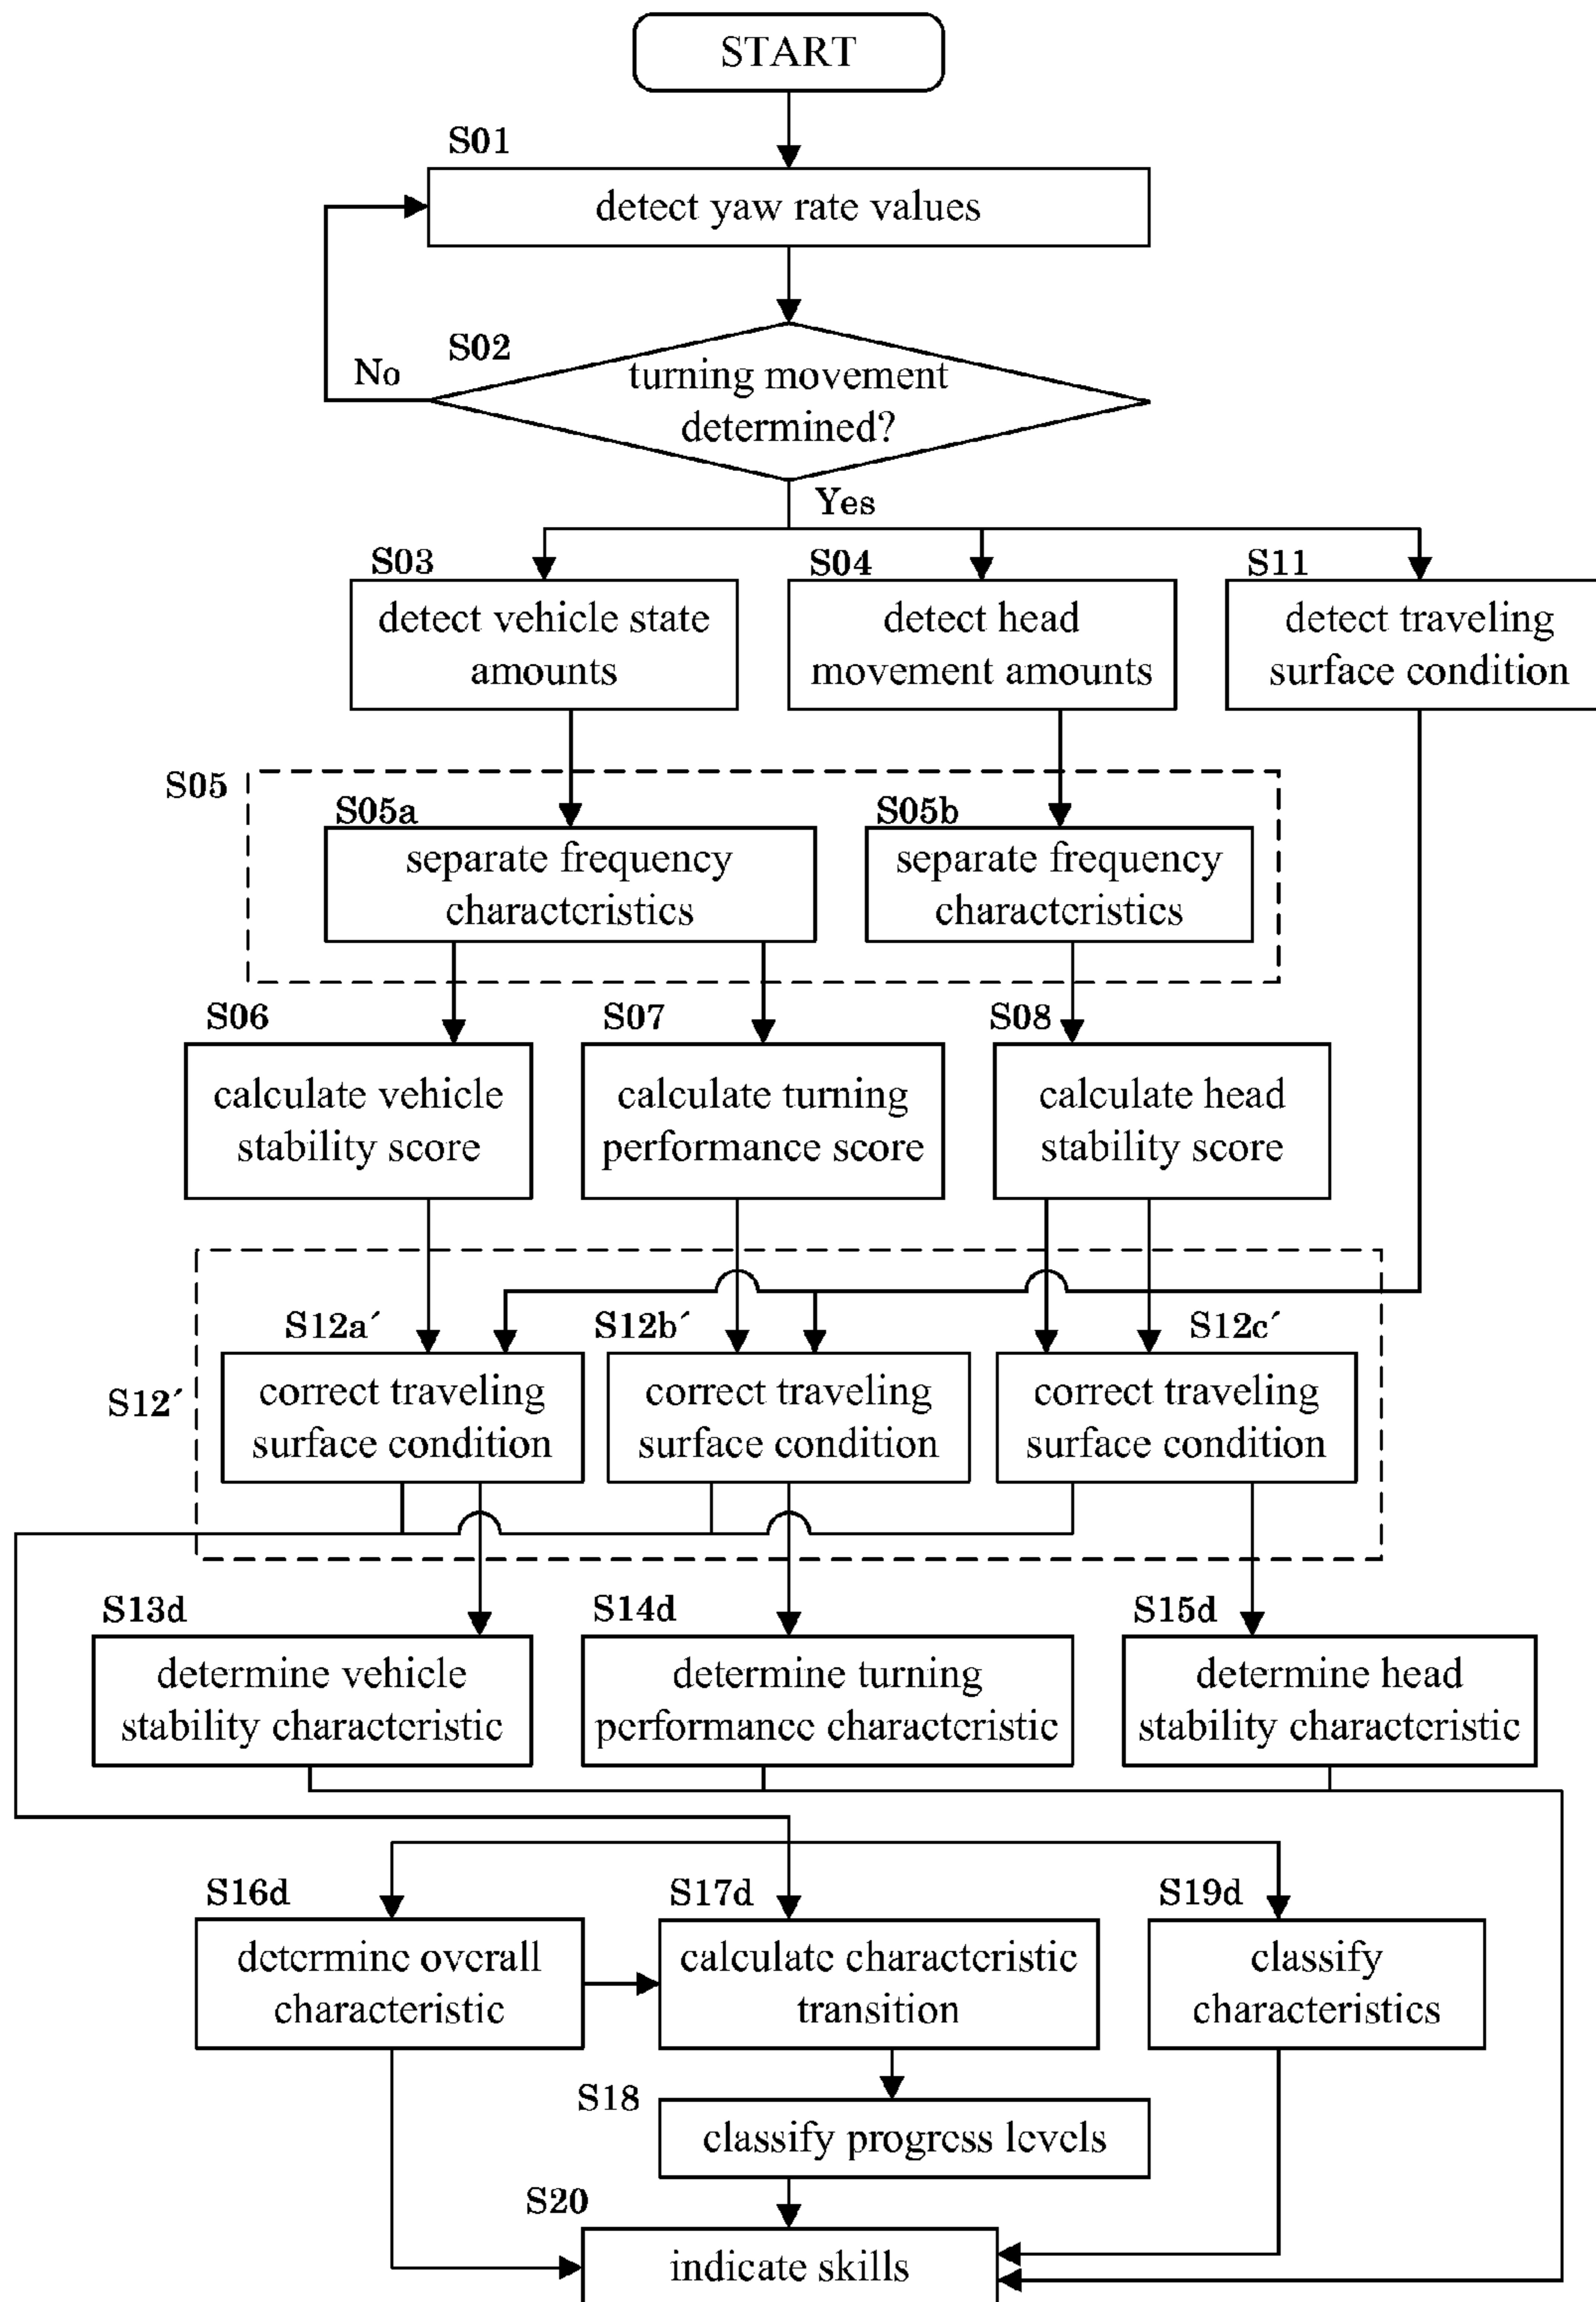 START
S01
detect yaw rate values
S02
No
turning movement
determined?
Yes
S03
detect vehicle state
amounts
S04
detect head
movement amounts
S11
detect traveling
surface condition
S05
S05a
separate frequency
characteristics
S05b
separate frequency
characteristics
S06
calculate vehicle
stability score
S07
calculate turning
performance score
S08
calculate head
stability score
S12´
S12a´
correct traveling
surface condition
S12b´
correct traveling
surface condition
S12c´
correct traveling
surface condition
S13d
determine vehicle
stability characteristic
S14d
determine turning
performance characteristic
S15d
determine head
stability characteristic
S16d
determine overall
characteristic
S17d
calculate characteristic
transition
S19d
classify
characteristics
S18
classify progress levels
S20
indicate skills